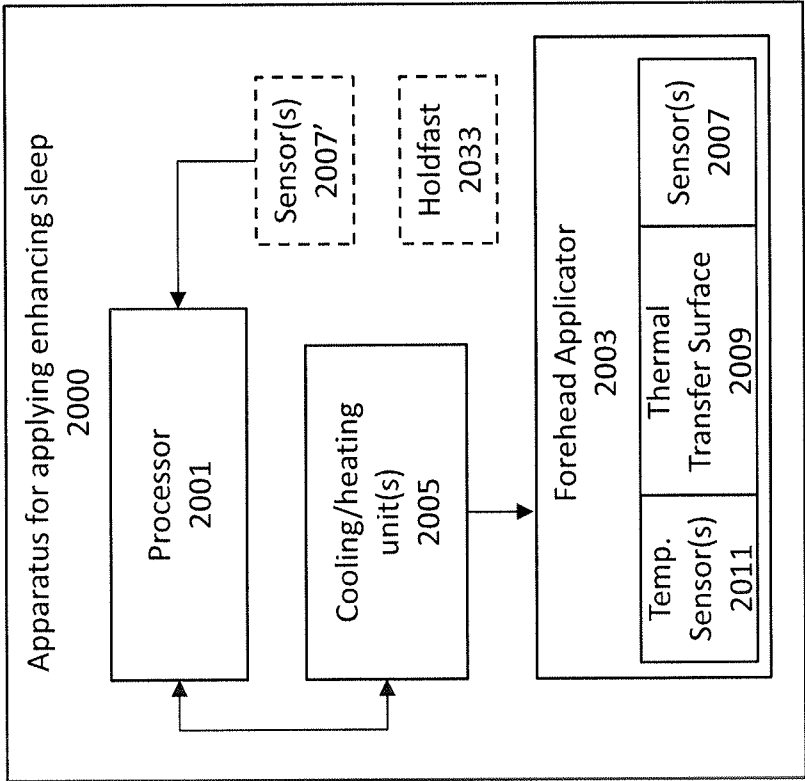 Apparatus for applying enhancing sleep
2000
Processor
2001
Sensor(s)
2007'
Cooling/heating
unit(s)
2005
Holdfast
2033
Forehead Applicator
2003
Temp.
Sensor(s)
2011
Thermal
Transfer Surface
2009
Sensor(s)
2007